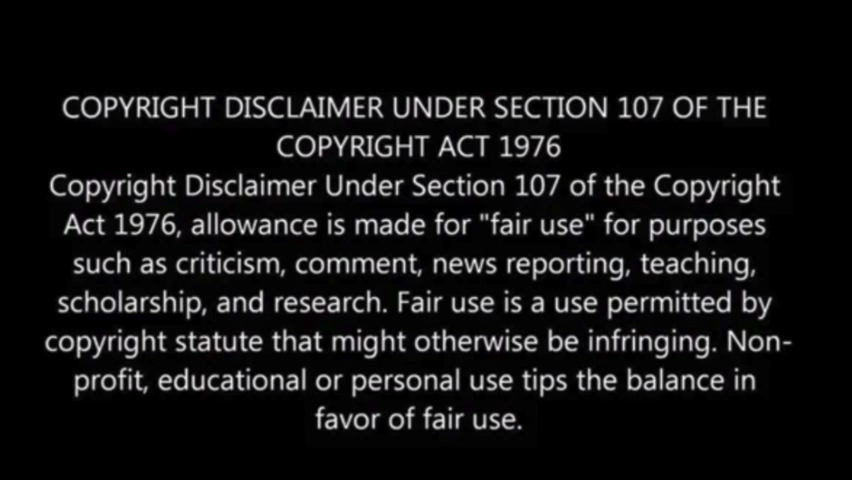 COPYRIGHT DISCLAIMER UNDER SECTION 107 OF THE
COPYRIGHT ACT 1976
Copyright Disclaimer Under Section 107 of the Copyright
Act 1976, allowance is made for "fair use" for purposes
such as criticism, comment, news reporting, teaching,
scholarship, and research. Fair use is a use permitted by
copyright statute that might otherwise be infringing. Non-
profit, educational or personal use tips the balance in
favor of fair use.